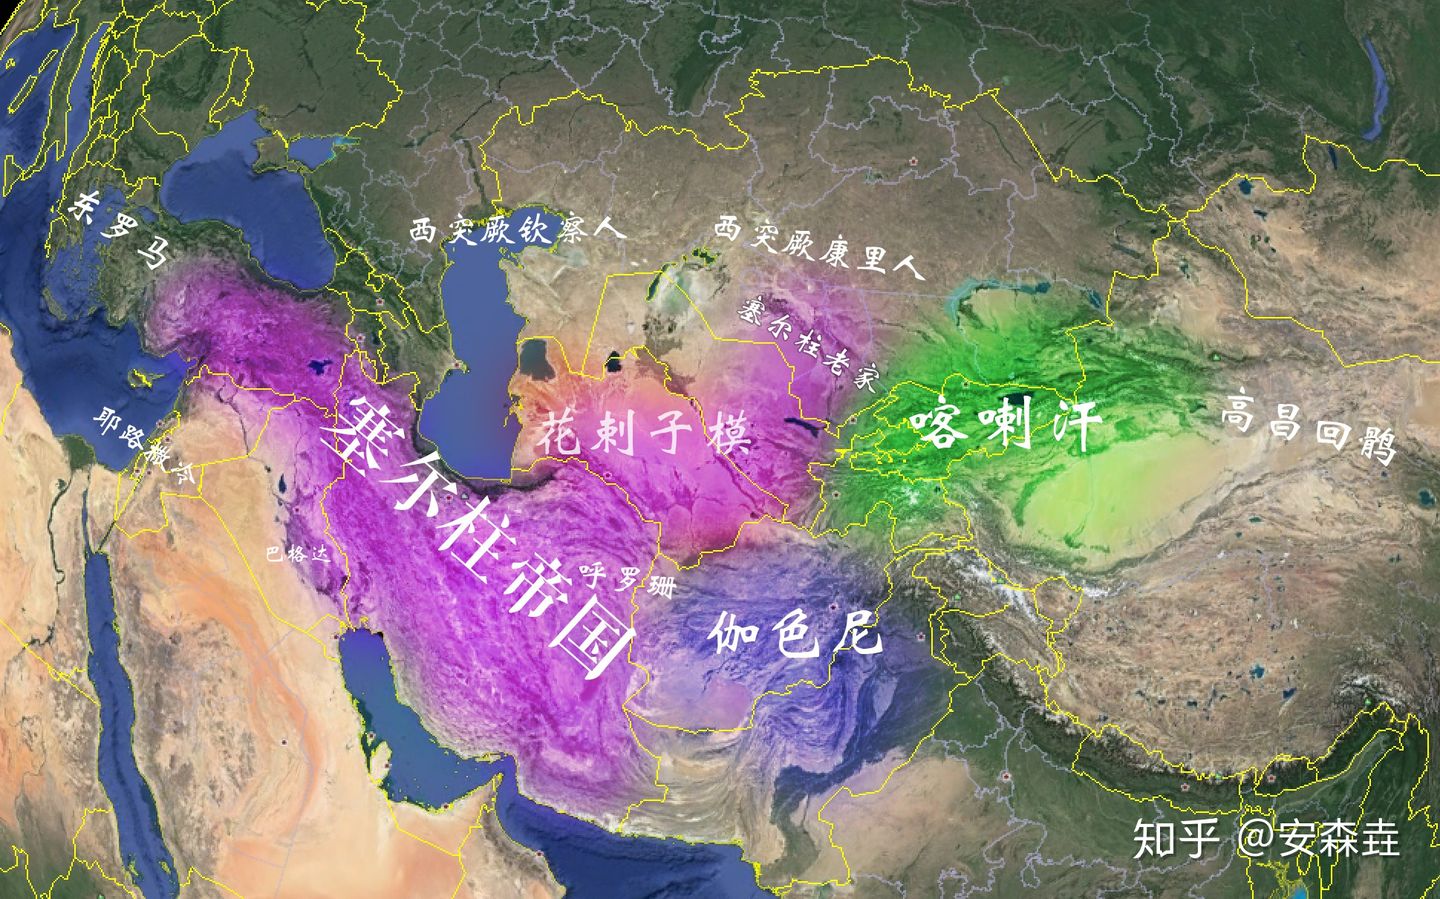 东罗马
西突厥钦察人
西突厥康里人
塞尔柱老家
耶路撒冷
塞尔柱帝国
花剌子模
喀喇汗
高昌回鹘
巴格达
呼罗珊
伽色尼
知乎 @安森垚